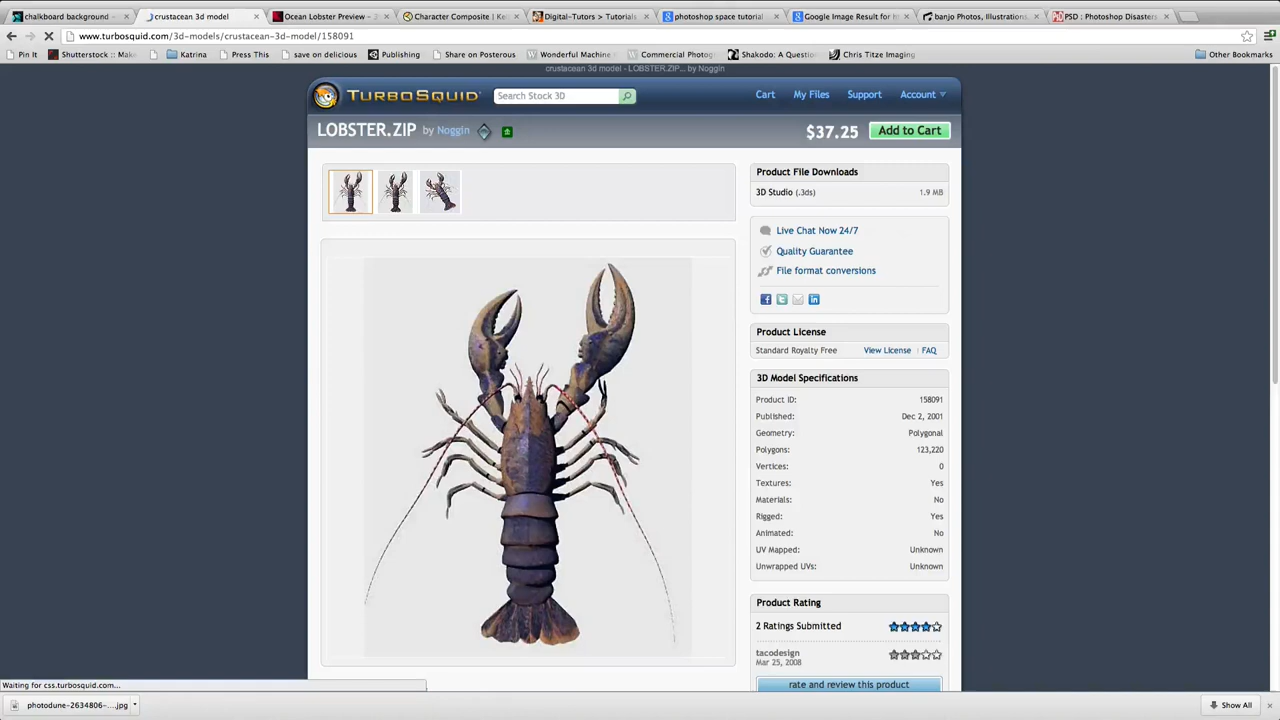 chalkboard background
crustacean 3d model
Ocean Lobster Preview -
Character Composite | Ke
Digital-Tutors > Tutorials
photoshop space tutorial
Google Image Result for h
banjo Photos, Illustrations
PSD : Photoshop Disasters
www.turbosquid.com/3d-models/crustacean-3d-model/158091
Pin It
Shutterstock :: Make
Katrina
Press This
save on delicious
Publishing
Share on Posterous
Wonderful Machine
Commercial Photog
Shakodo: A Question
Chris Titze Imaging
Other Bookmarks
crustacean 3d model - LOBSTER.ZIP... by Noggin
TURBOSQUID
Search Stock 3D
Cart
My Files
Support
Account
LOBSTER.ZIP by Noggin
$37.25
Add to Cart
Product File Downloads
3D Studio (.3ds) 1.9 MB
Live Chat Now 24/7
Quality Guarantee
File format conversions
Product License
Standard Royalty Free View License | FAQ
3D Model Specifications
Product ID: 158091
Published: Dec 2, 2001
Geometry: Polygonal
Polygons: 123,220
Vertices: 0
Textures: Yes
Materials: No
Rigged: Yes
Animated: No
UV Mapped: Unknown
Unwrapped UVs: Unknown
Product Rating
2 Ratings Submitted
tacodesign
Mar 25, 2008
rate and review this product
Waiting for css.turbosquid.com...
photodune-2634806-....jpg
Show All